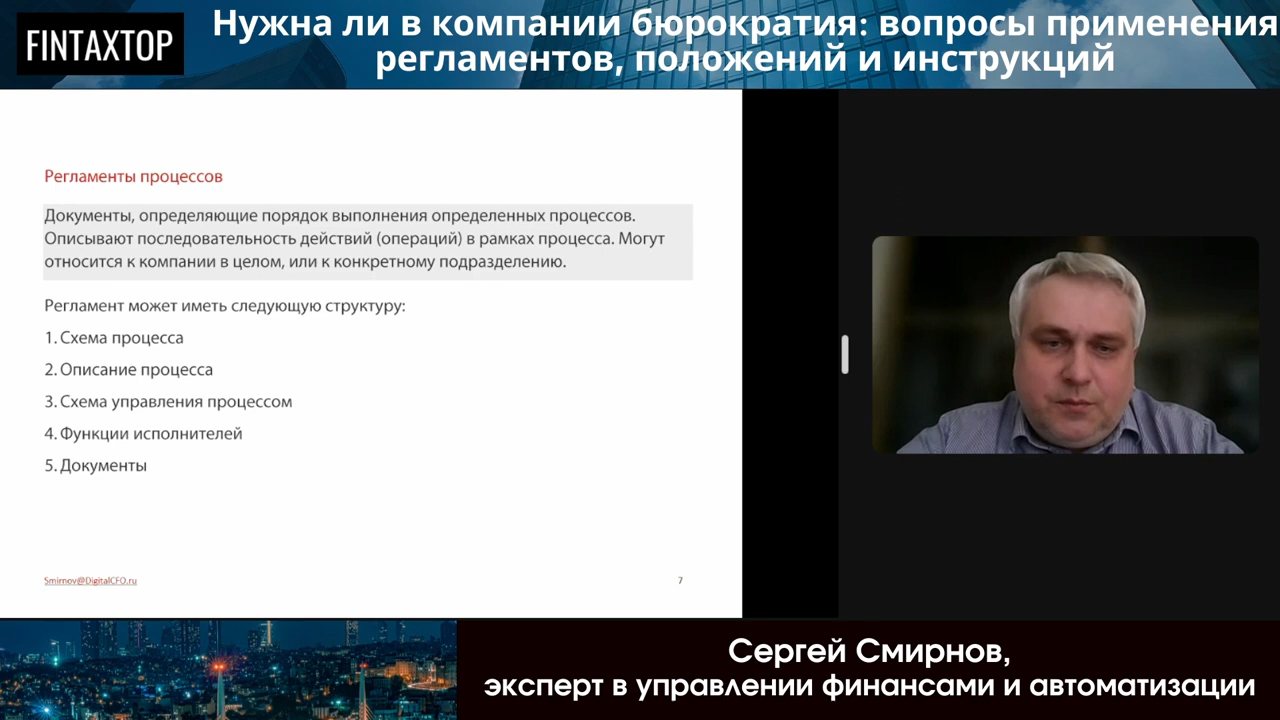 FINTAXTOP
Нужна ли в компании бюрократия: вопросы применения
регламентов, положений и инструкций
Регламенты процессов
Документы, определяющие порядок выполнения определенных процессов.
Описывают последовательность действий (операций) в рамках процесса. Могут
относится к компании в целом, или к конкретному подразделению.
Регламент может иметь следующую структуру:
1. Схема процесса
2. Описание процесса
3. Схема управления процессом
4. Функции исполнителей
5. Документы
Smirnov@DigitalCFO.ru
7
Сергей Смирнов,
эксперт в управлении финансами и автоматизации